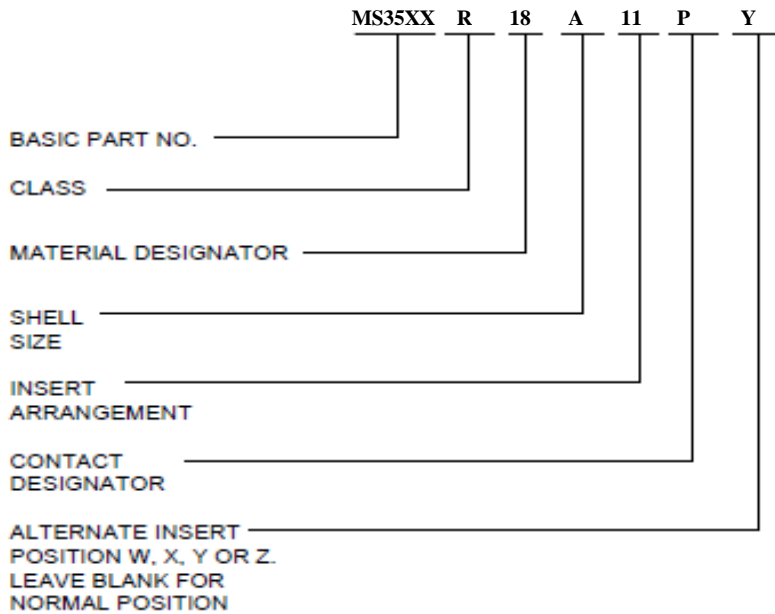 MS35XX R 18 A 11 P Y
BASIC PART NO.
CLASS
MATERIAL DESIGNATOR
SHELL
SIZE
INSERT
ARRANGEMENT
CONTACT
DESIGNATOR
ALTERNATE INSERT
POSITION W, X, Y OR Z.
LEAVE BLANK FOR
NORMAL POSITION